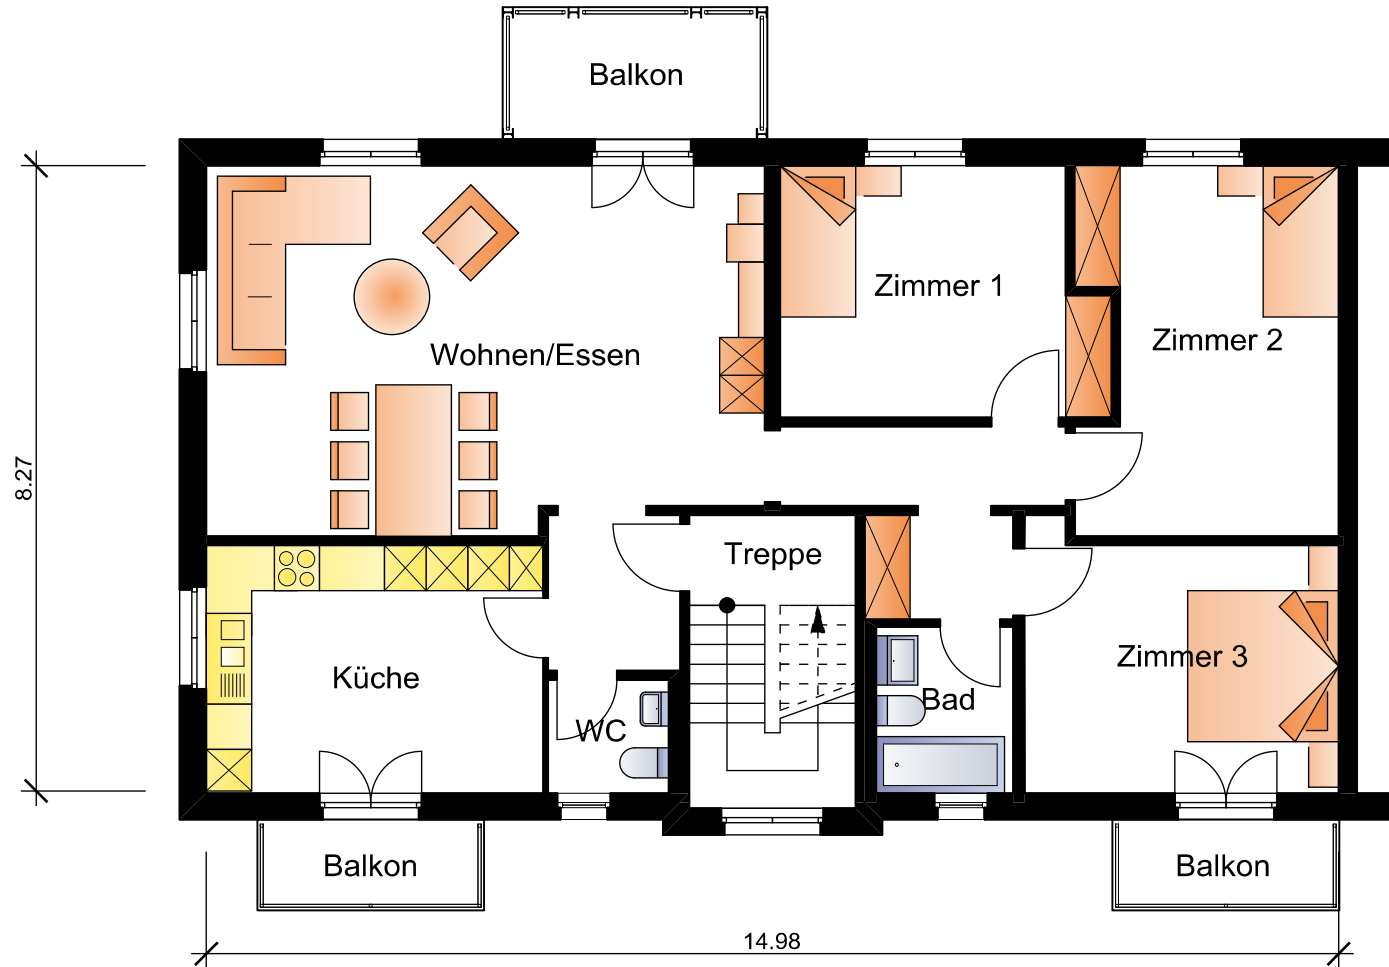 Balkon
Zimmer 1
Zimmer 2
Wohnen/Essen
8.27
Treppe
Küche
Zimmer 3
Bad
WC
Balkon
Balkon
14.98